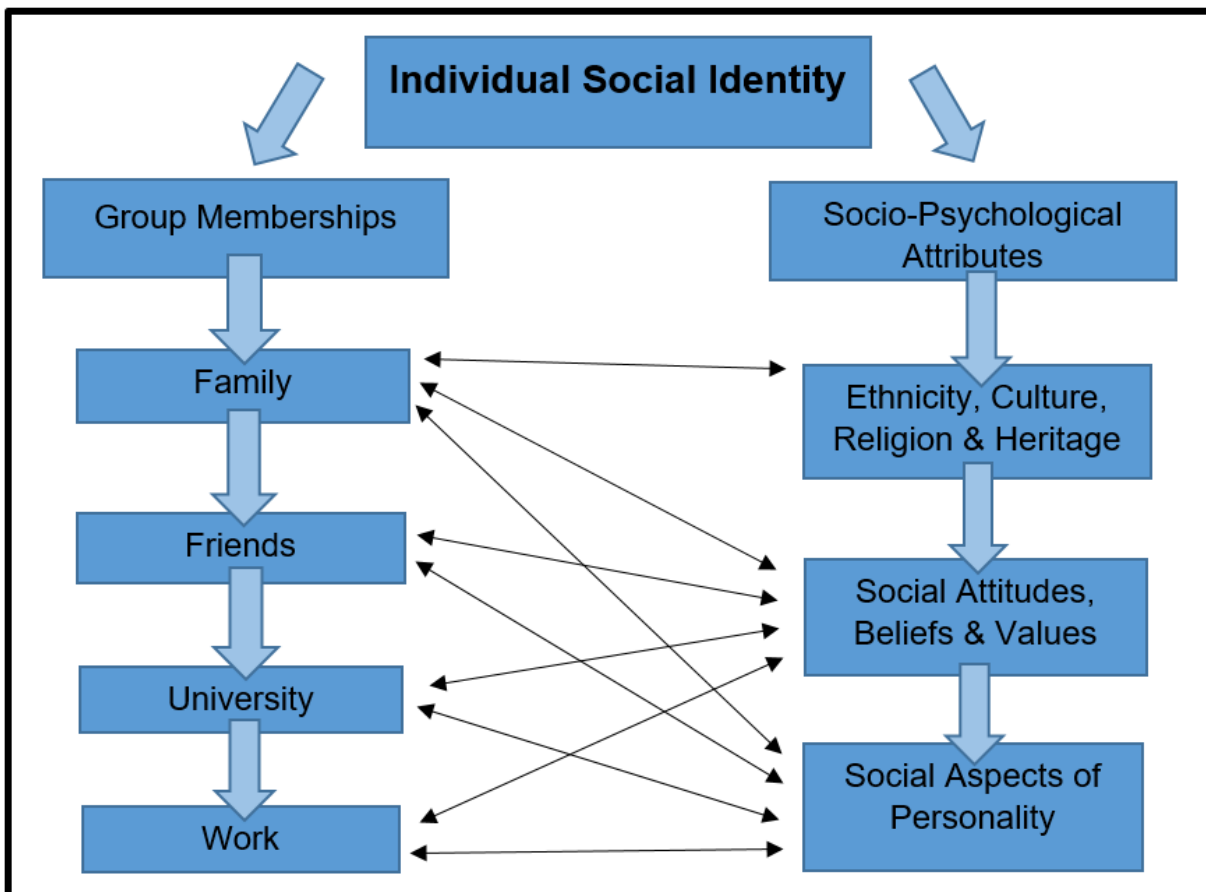 Individual Social Identity
Group Memberships
Family
Friends
University
Work
Socio-Psychological
Attributes
Ethnicity, Culture,
Religion & Heritage
Social Attitudes,
Beliefs & Values
Social Aspects of
Personality